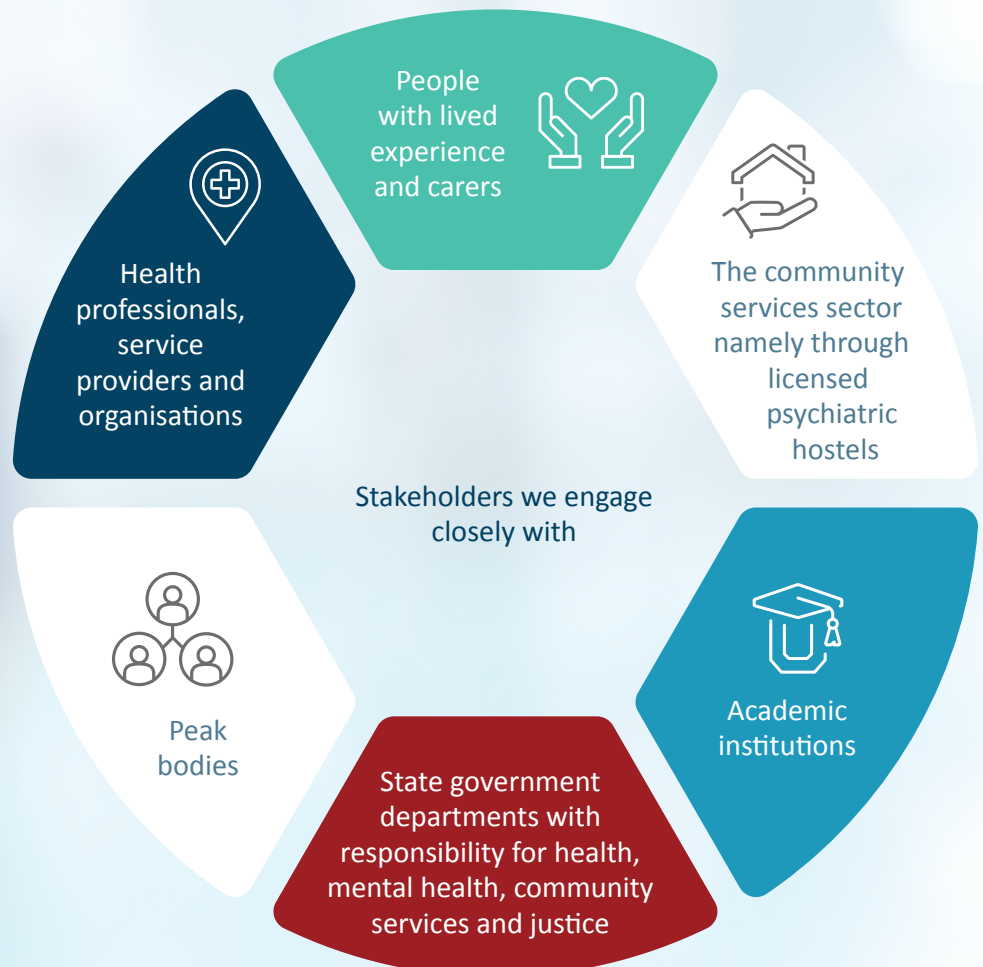 People
with lived
experience
and carers
Health
professionals,
service
providers and
organisations
The community
services sector
namely through
licensed
psychiatric
hostels
Stakeholders we engage
closely with
Peak
bodies
Academic
institutions
State government
departments with
responsibility for health,
mental health, community
services and justice